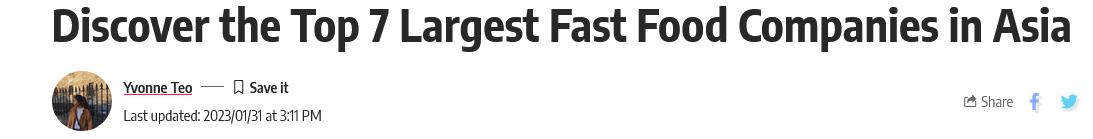 Discover the Top 7 Largest Fast Food Companies in Asia
Yvonne Teo — Save it
Last updated: 2023/01/31 at 3:11 PM
Share